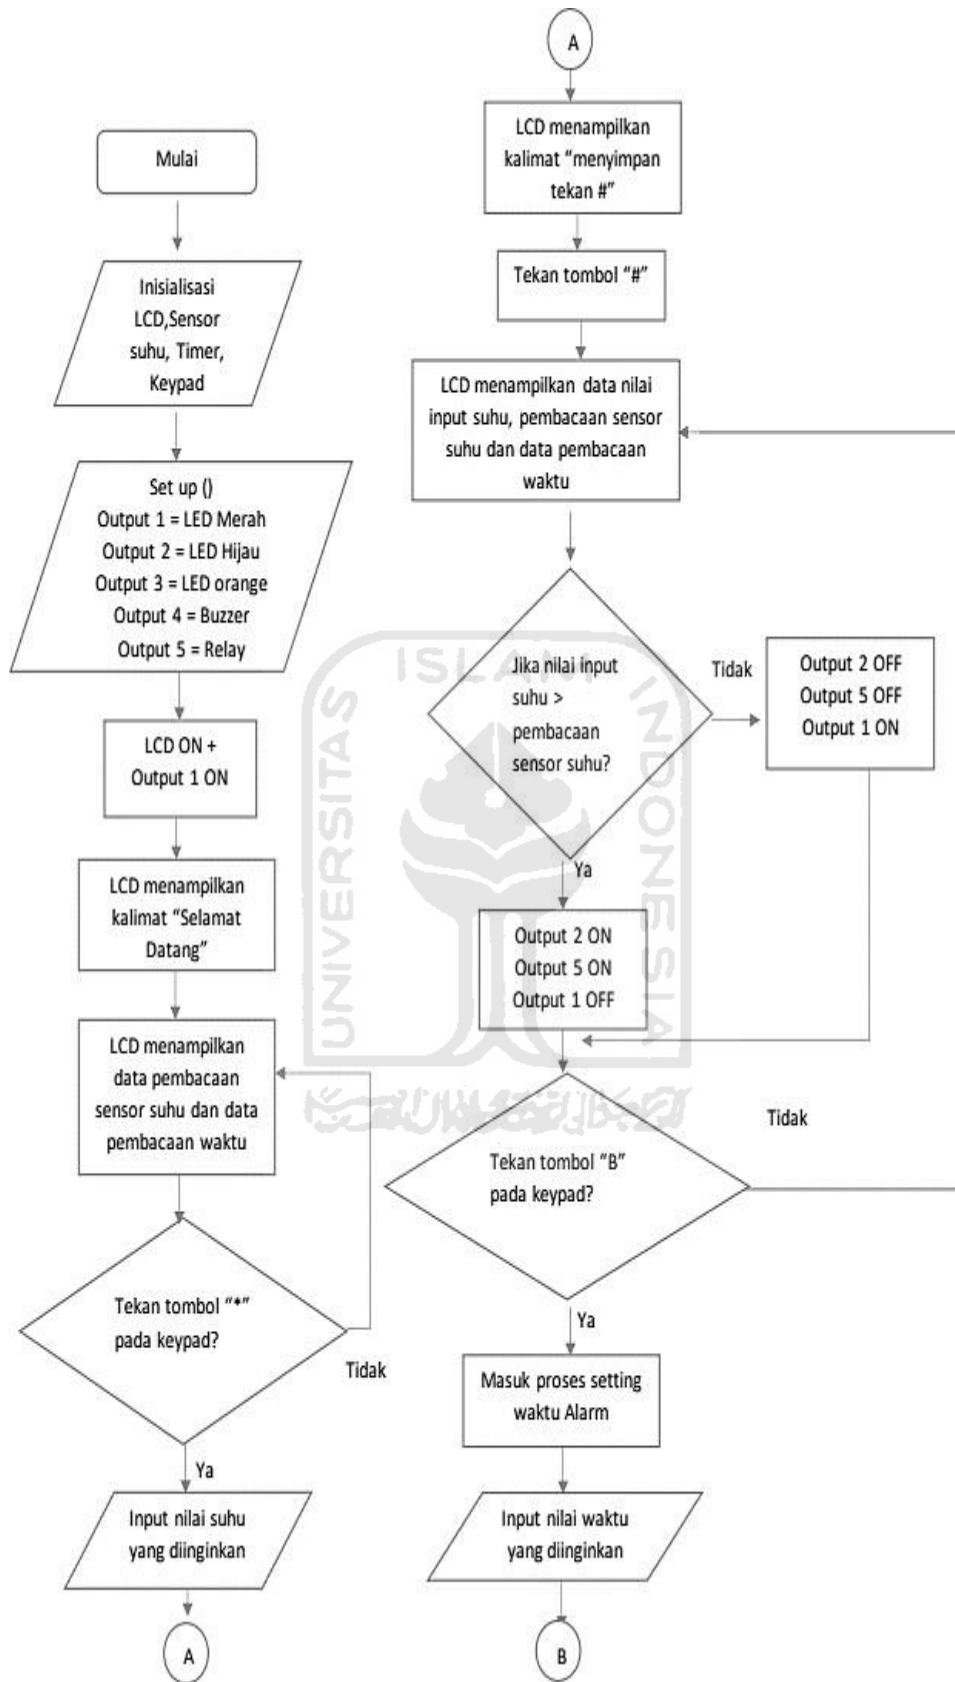 Mulai
Inisialisasi
LCD,Sensor
suhu, Timer,
Keypad
Set up ()
Output 1 = LED Merah
Output 2 = LED Hijau
Output 3 = LED orange
Output 4 = Buzzer
Output 5 = Relay
LCD ON +
Output 1 ON
LCD menampilkan
kalimat “Selamat
Datang”
LCD menampilkan
data pembacaan
sensor suhu dan data
pembacaan waktu
Tekan tombol “*”
pada keypad?
Tidak
Ya
Input nilai suhu
yang diinginkan
A
A
LCD menampilkan
kalimat “menyimpan
tekan #”
Tekan tombol “#”
LCD menampilkan data nilai
input suhu, pembacaan sensor
suhu dan data pembacaan
waktu
Jika nilai input
suhu >
pembacaan
sensor suhu?
Tidak
Output 2 OFF
Output 5 OFF
Output 1 ON
Ya
Output 2 ON
Output 5 ON
Output 1 OFF
Tekan tombol “B”
pada keypad?
Tidak
Ya
Masuk proses setting
waktu Alarm
Input nilai waktu
yang diinginkan
B
UNIVERSITAS
ISLAM
INDONESIA